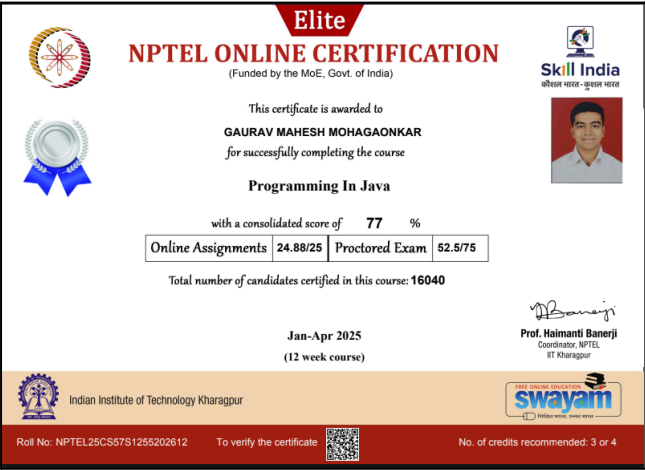 Elite
NPTEL ONLINE CERTIFICATION
(Funded by the MoE, Govt. of India)
Skill India
कौशल भारत - कुशल भारत
This certificate is awarded to
GAURAV MAHESH MOHAGAONKAR
for successfully completing the course
Programming In Java
with a consolidated score of 77 %
Online Assignments 24.88/25 Proctored Exam 52.5/75
Total number of candidates certified in this course: 16040
Jan-Apr 2025
(12 week course)
Prof. Haimanti Banerji
Coordinator, NPTEL
IIT Kharagpur
Indian Institute of Technology Kharagpur
FREE ONLINE EDUCATION
swayam
शिक्षित भारत, उन्नत भारत
Roll No: NPTEL25CS57S1255202612 To verify the certificate No. of credits recommended: 3 or 4